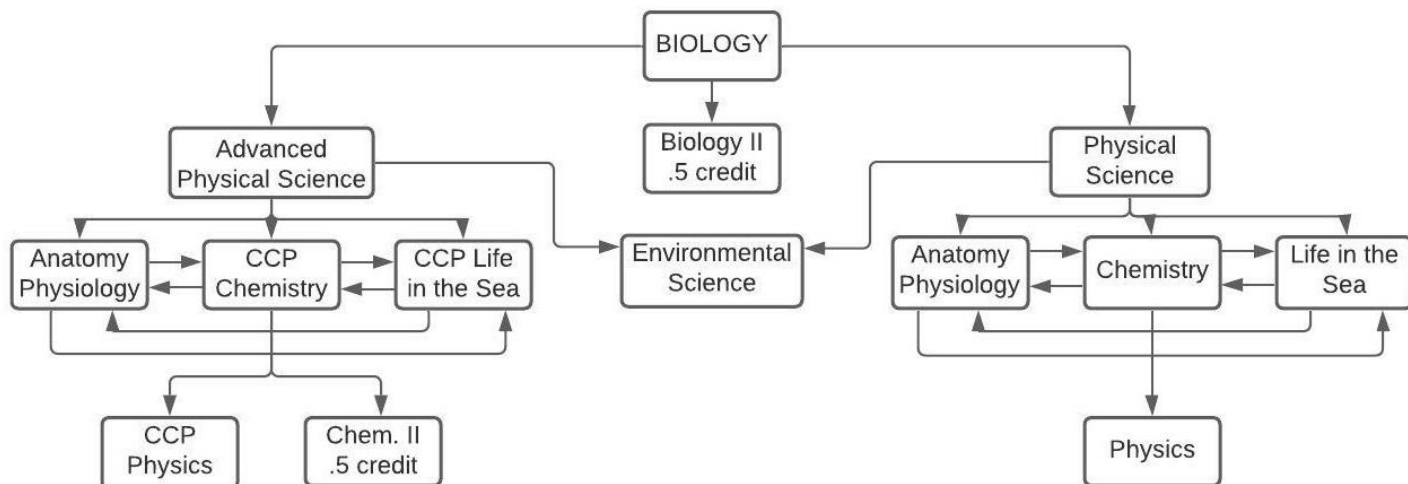 BIOLOGY
Advanced
Physical Science
Biology II
.5 credit
Physical
Science
Anatomy
Physiology
CCP
Chemistry
CCP Life
in the Sea
Environmental
Science
Anatomy
Physiology
Chemistry
Life in the
Sea
CCP
Physics
Chem. II
.5 credit
Physics